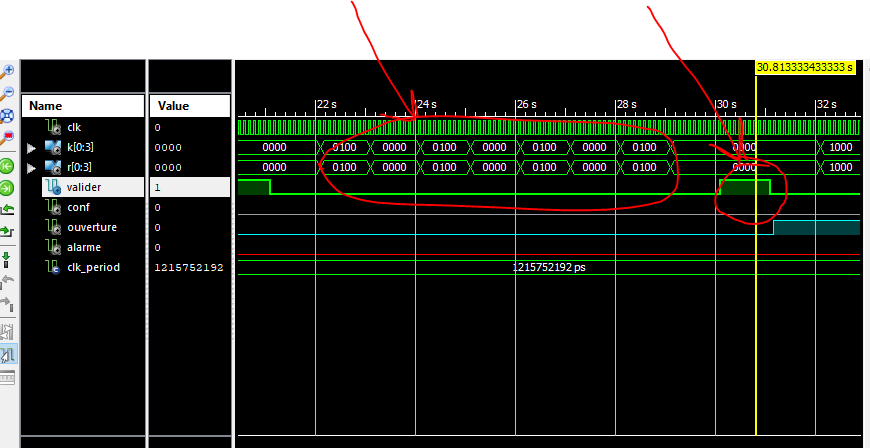 30.813333433333 s
Name Value 22 s 24 s 26 s 28 s 30 s 32 s
clk 0
k[0:3] 0000 0000 0100 0000 0100 0000 0100 0000 0100 0000 1000
r[0:3] 0000 0000 0100 0000 0100 0000 0100 0000 0100 0000 1000
valider 1
conf 0
ouverture 0
alarme 0
clk_period 1215752192 1215752192 ps